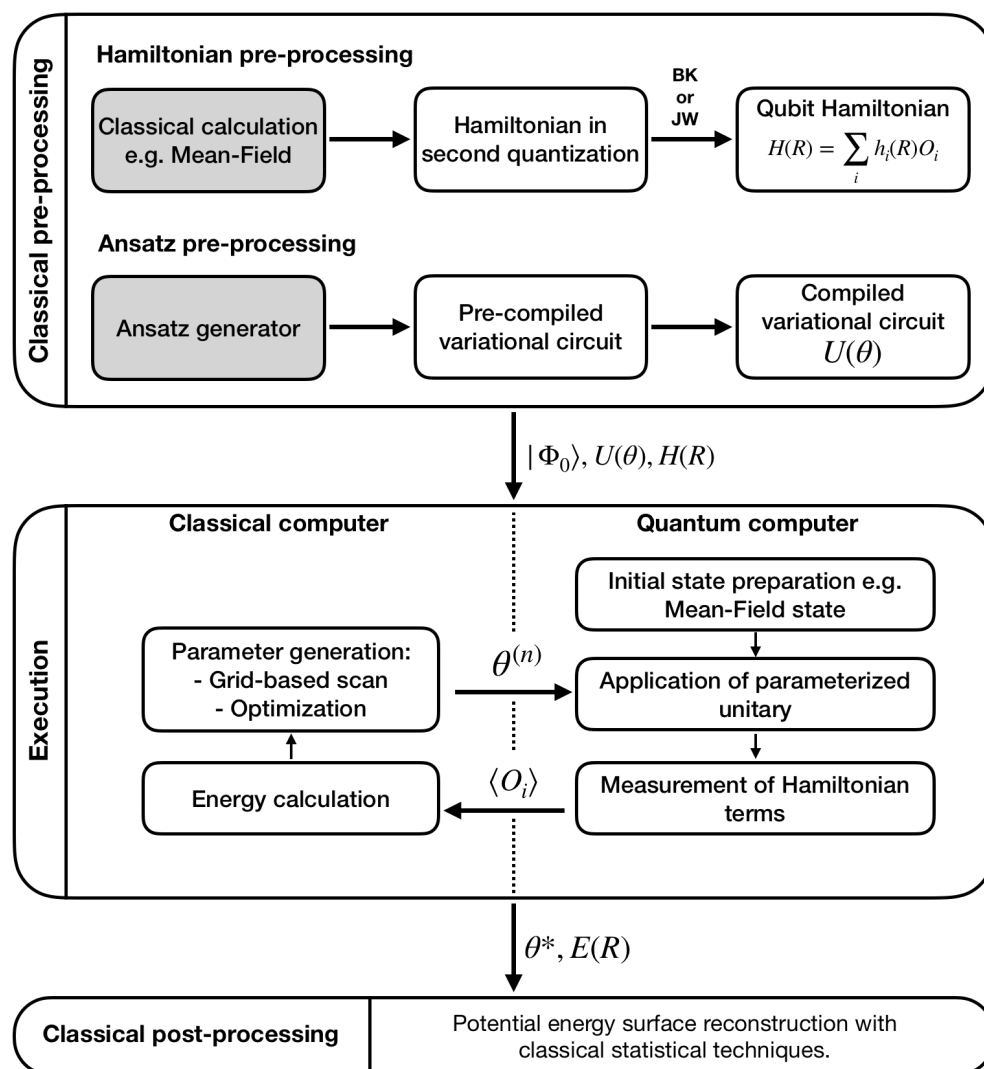 Classical pre-processing
Hamiltonian pre-processing
Classical calculation
e.g. Mean-Field
Hamiltonian in
second quantization
BK
or
JW
Qubit Hamiltonian
H(R) = ∑ h_i(R)O_i
i
Ansatz pre-processing
Ansatz generator
Pre-compiled
variational circuit
Compiled
variational circuit
U(θ)
|Φ_0⟩, U(θ), H(R)
Execution
Classical computer
Quantum computer
Initial state preparation e.g.
Mean-Field state
Parameter generation:
- Grid-based scan
- Optimization
θ^(n)
Application of parameterized
unitary
Energy calculation
⟨O_i⟩
Measurement of Hamiltonian
terms
θ*, E(R)
Classical post-processing
Potential energy surface reconstruction with
classical statistical techniques.